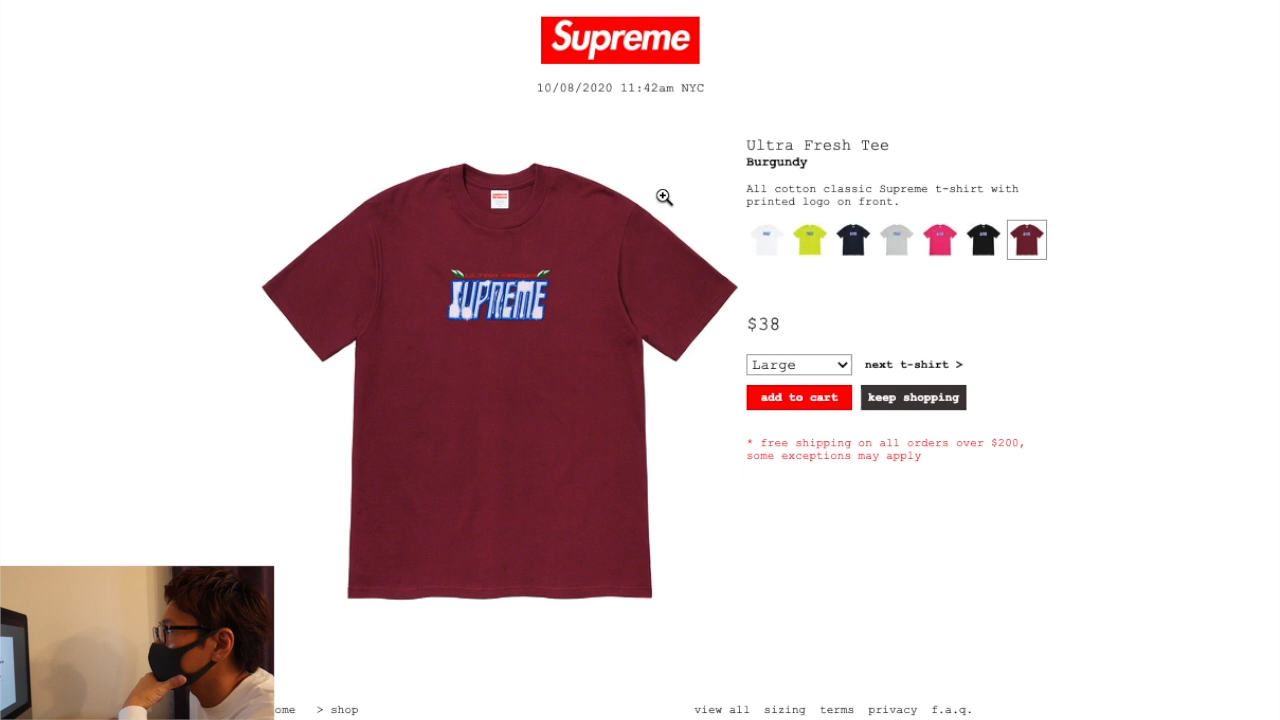 Supreme
10/08/2020 11:42am NYC
Ultra Fresh Tee
Burgundy
All cotton classic Supreme t-shirt with
printed logo on front.
SUPREME
$38
Large
next t-shirt >
add to cart
keep shopping
* free shipping on all orders over $200,
some exceptions may apply
ome > shop
view all sizing terms privacy f.a.q.